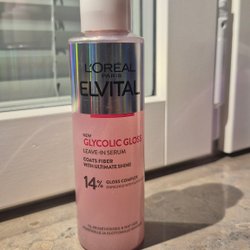 L'ORÉAL
PARIS
ELVITAL
NEW
GLYCOLIC GLOSS
LEAVE-IN SERUM
COATS FIBER
WITH ULTIMATE SHINE
14% GLOSS COMPLEX